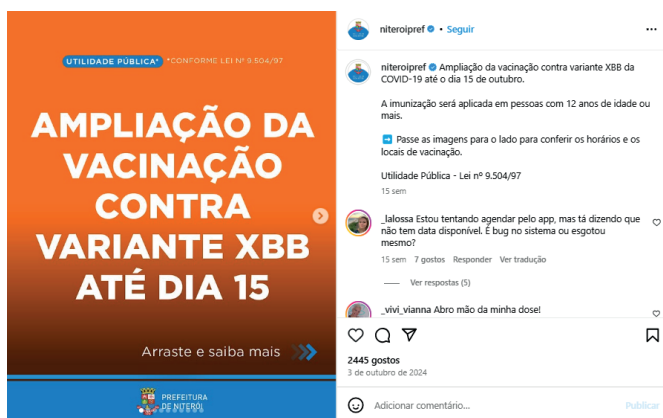 UTILIDADE PÚBLICA* *CONFORME LEI Nº 9.504/97
AMPLIAÇÃO DA
VACINAÇÃO
CONTRA
VARIANTE XBB
ATÉ DIA 15
Arraste e saiba mais
PREFEITURA
DE NITERÓI
niteroipref • Seguir
niteroipref Ampliação da vacinação contra variante XBB da
COVID-19 até o dia 15 de outubro.
A imunização será aplicada em pessoas com 12 anos de idade ou
mais.
Passe as imagens para o lado para conferir os horários e os
locais de vacinação.
Utilidade Pública - Lei nº 9.504/97
15 sem
_lalossa Estou tentando agendar pelo app, mas tá dizendo que
não tem data disponível. É bug no sistema ou esgotou
mesmo?
15 sem 7 gostos Responder Ver tradução
Ver respostas (5)
_vivi_vianna Abro mão da minha dose!
2445 gostos
3 de outubro de 2024
Adicionar comentário... Publicar